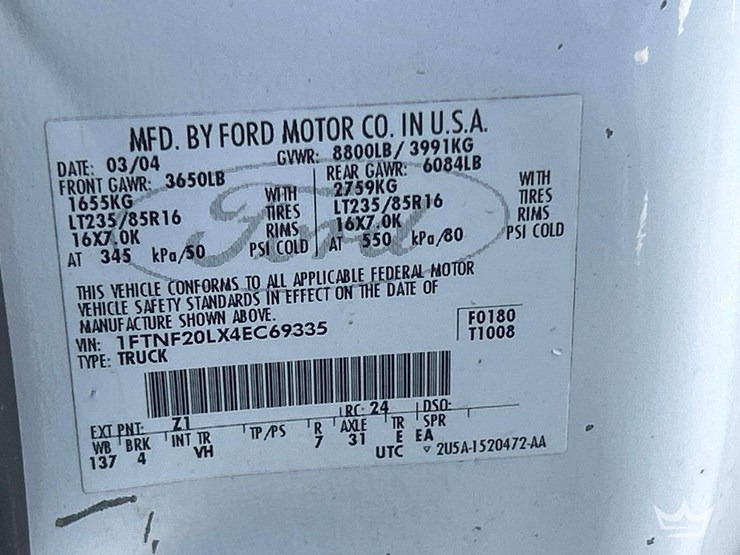 MFD. BY FORD MOTOR CO. IN U.S.A.
DATE: 03/04 GVWR: 8800LB/ 3991KG
FRONT GAWR: 3650LB REAR GAWR: 6084LB
1655KG WITH 2759KG WITH
LT235/85R16 TIRES LT235/85R16 TIRES
16X7.0K RIMS 16X7.0K RIMS
AT 345 kPa/50 PSI COLD AT 550 kPa/80 PSI COLD
Ford
THIS VEHICLE CONFORMS TO ALL APPLICABLE FEDERAL MOTOR
VEHICLE SAFETY STANDARDS IN EFFECT ON THE DATE OF
MANUFACTURE SHOWN ABOVE.
VIN: 1FTNF20LX4EC69335 F0180
TYPE: TRUCK T1008
EXT PNT: Z1 RC: 24 DSO:
WB BRK INT TR TP/PS R AXLE TR SPR
137 4 VH 7 31 E EA
UTC ▽ 2U5A-1520472-AA